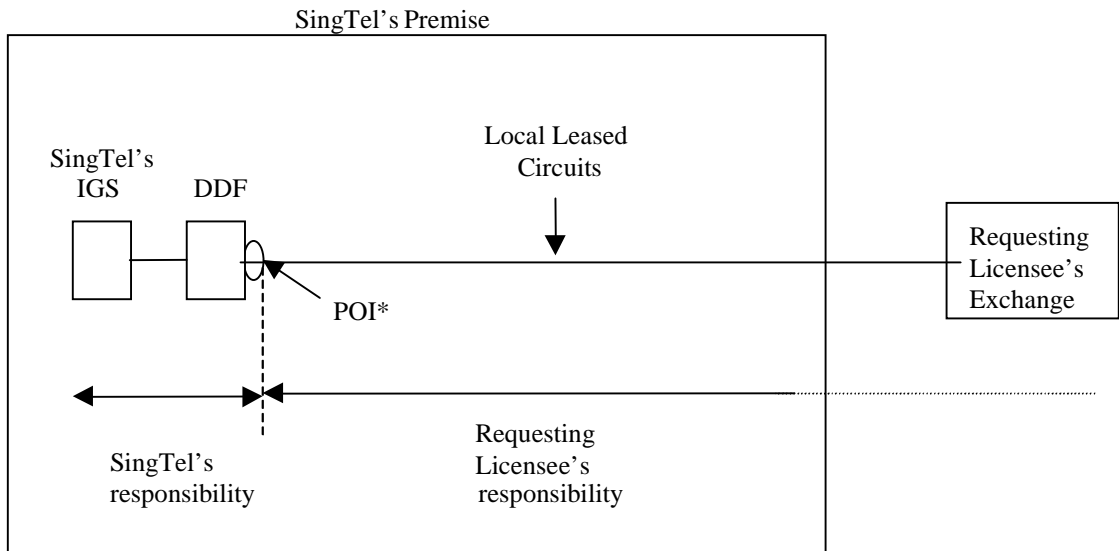 SingTel’s Premise
Local Leased
Circuits
SingTel’s
IGS
DDF
Requesting
Licensee’s
Exchange
POI*
SingTel’s
responsibility
Requesting
Licensee’s
responsibility